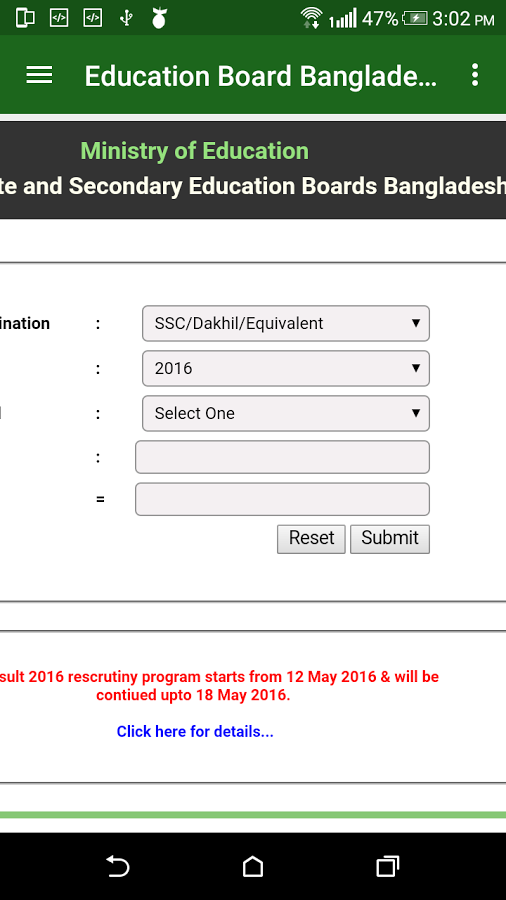 47% 3:02 PM
Education Board Banglade...
Ministry of Education
te and Secondary Education Boards Bangladesh
ination : SSC/Dakhil/Equivalent
: 2016
: Select One
:
=
Reset Submit
sult 2016 rescrutiny program starts from 12 May 2016 & will be
contiued upto 18 May 2016.
Click here for details...